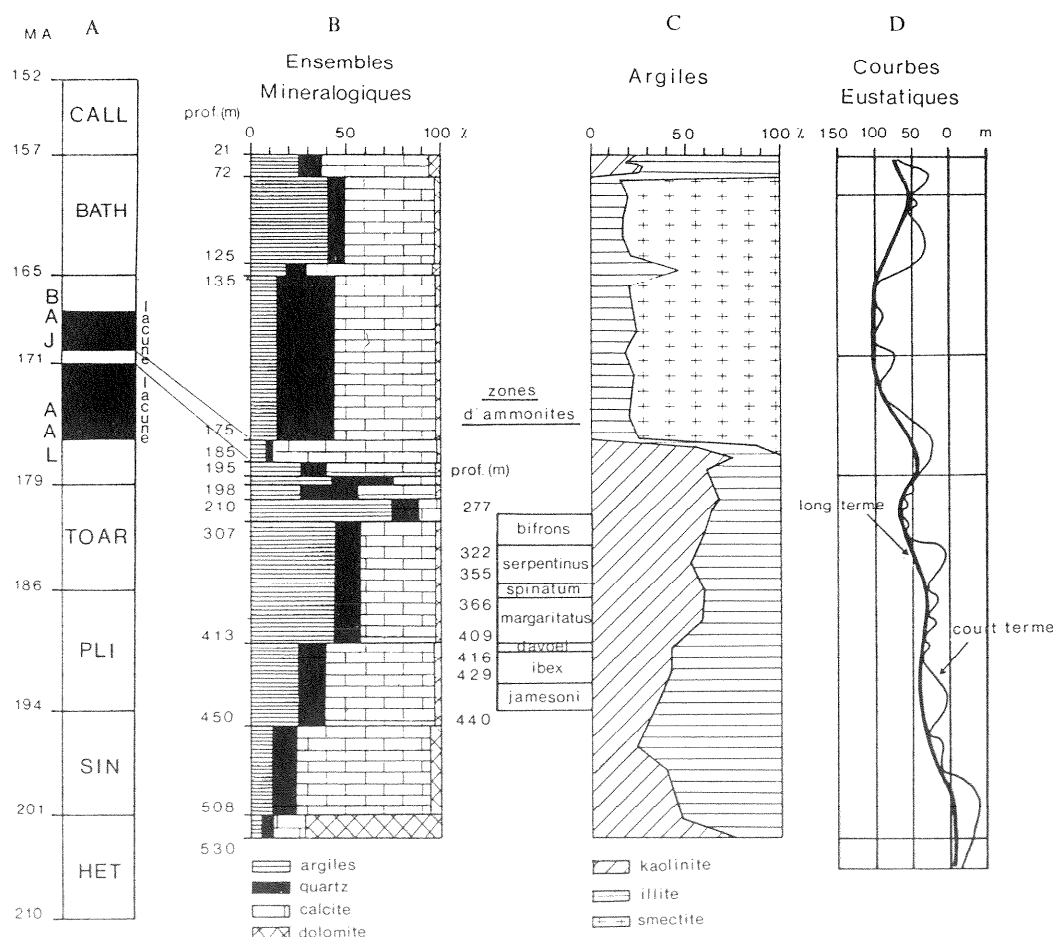 A
B
C
D
MA
Ensembles
Mineralogiques
Argiles
Courbes
Eustatiques
prof.(m)
0 50 100 %
0 50 100 %
150 100 50 0 m
152
CALL
157
BATH
165
BAJ
lacune
171
AAL
lacune
179
TOAR
186
PLI
194
SIN
201
HET
210
21
72
125
135
175
185
195
198
210
307
413
450
508
530
zones
d'ammonites
prof.(m)
277
bifrons
322
serpentinus
355
spinatum
366
margaritatus
409
davoei
416
ibex
429
jamesoni
440
long terme
court terme
argiles
quartz
calcite
dolomite
kaolinite
illite
smectite